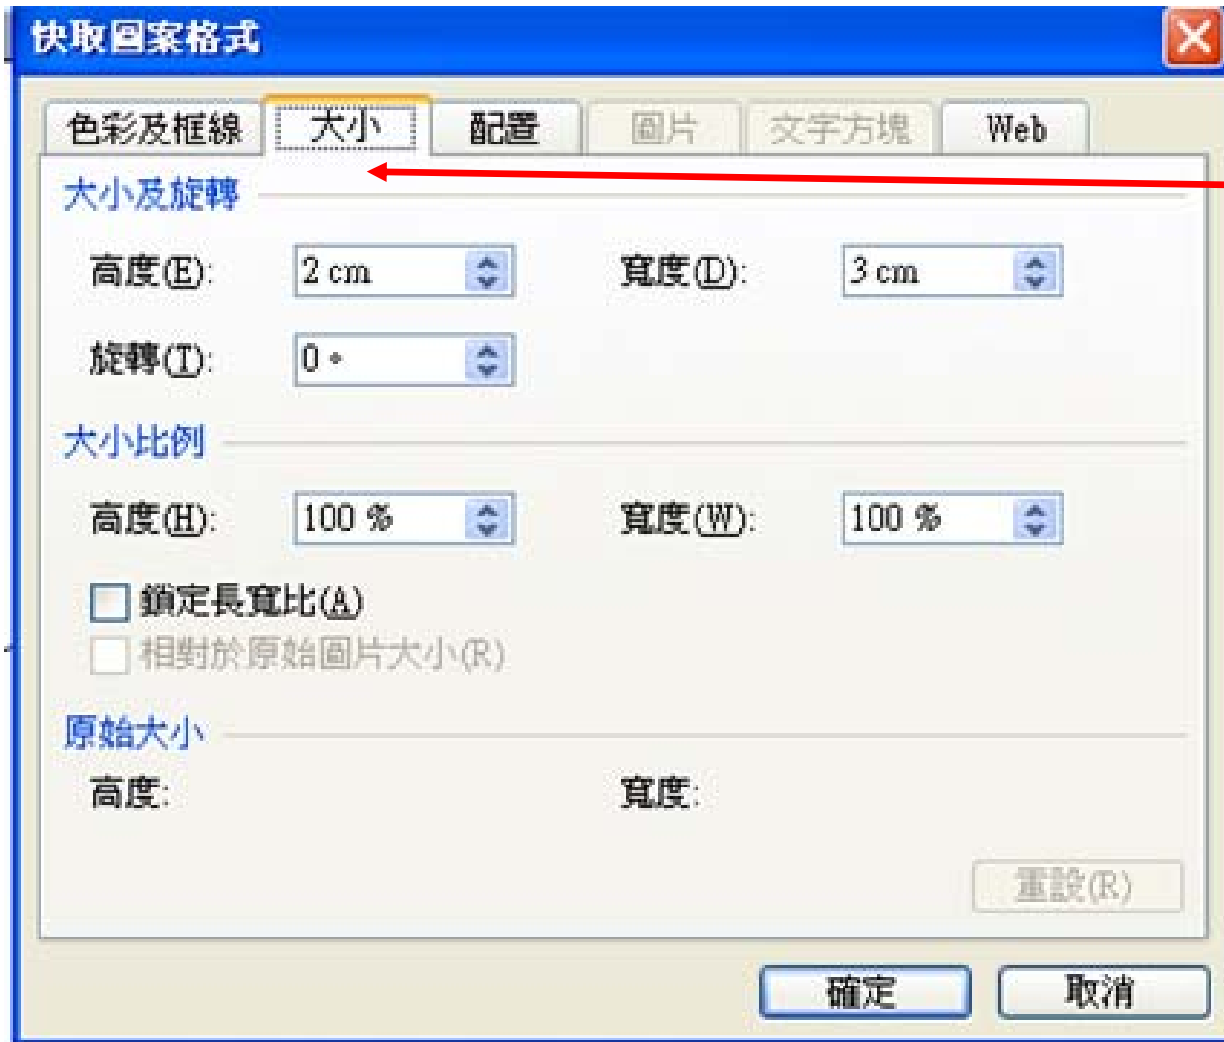 快取圖案格式
色彩及框線 大小 配置 圖片 文字方塊 Web
大小及旋轉
高度(E): 2 cm 寬度(D): 3 cm
旋轉(T): 0 °
大小比例
高度(H): 100 % 寬度(W): 100 %
鎖定長寬比(A)
相對於原始圖片大小(R)
原始大小
高度: 寬度:
重設(R)
確定 取消